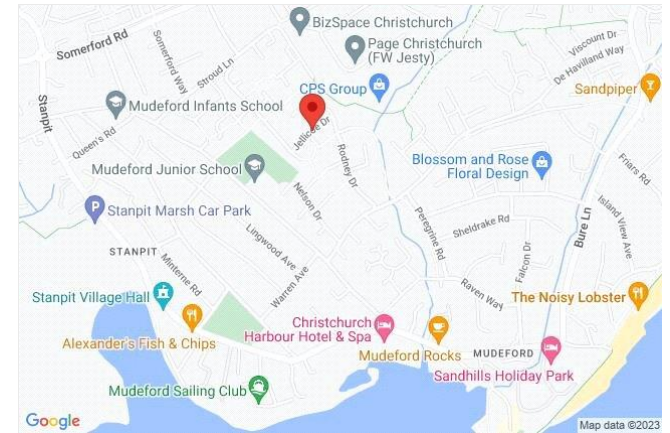 BizSpace Christchurch
Page Christchurch
(FW Jesty)
Somerford Rd
Somerford Way
Stroud Ln
Viscount Dr
De Havilland Way
CPS Group
Sandpiper
Stanpit
Mudeford Infants School
Queen's Rd
Jellicoe Dr
Rodney Dr
Blossom and Rose
Floral Design
Friars Rd
Mudeford Junior School
Nelson Dr
Stanpit Marsh Car Park
Peregrine Rd
Sheldrake Rd
Island View Ave
Bure Ln
STANPIT
Minterne Rd
Lingwood Ave
Warren Ave
Falcon Dr
Raven Way
Stanpit Village Hall
The Noisy Lobster
Alexander's Fish & Chips
Christchurch
Harbour Hotel & Spa
Mudeford Rocks
MUDEFORD
Sandhills Holiday Park
Mudeford Sailing Club
Google
Map data ©2023